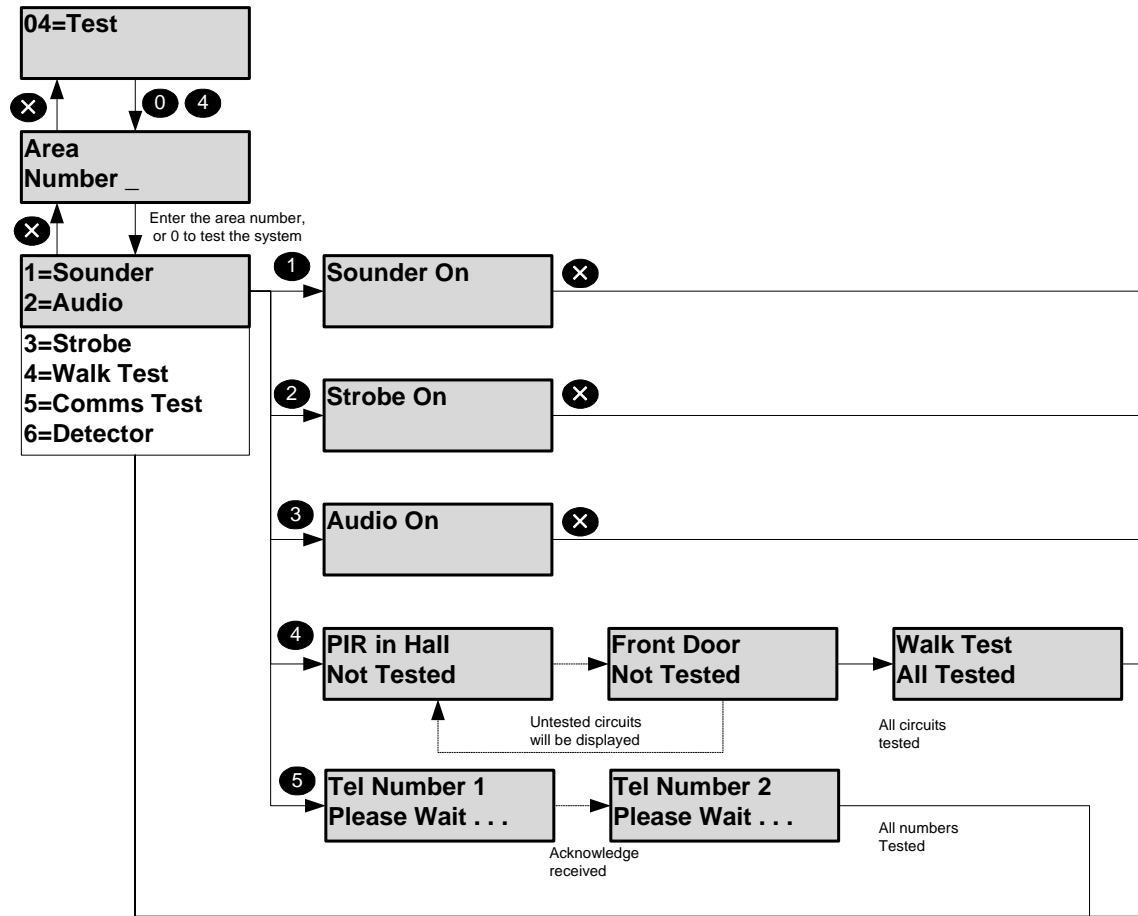 04=Test
0 4
Area
Number _
Enter the area number,
or 0 to test the system
1=Sounder
2=Audio
3=Strobe
4=Walk Test
5=Comms Test
6=Detector
1
Sounder On
2
Strobe On
3
Audio On
4
PIR in Hall
Not Tested
Front Door
Not Tested
Walk Test
All Tested
Untested circuits
will be displayed
All circuits
tested
5
Tel Number 1
Please Wait . . .
Tel Number 2
Please Wait . . .
Acknowledge
received
All numbers
Tested